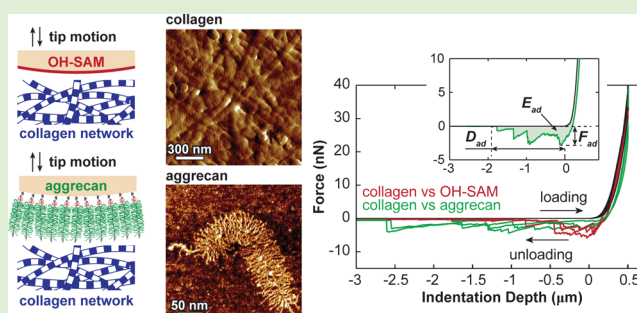 tip motion
OH-SAM
collagen network
tip motion
aggrecan
collagen network
collagen
300 nm
aggrecan
50 nm
Force (nN)
40
30
20
10
0
-10
10
5
0
-5
-3 -2 -1 0 1
E ad
D ad
F ad
collagen vs OH-SAM
collagen vs aggrecan
loading
unloading
-3 -2.5 -2 -1.5 -1 -0.5 0 0.5
Indentation Depth (μm)